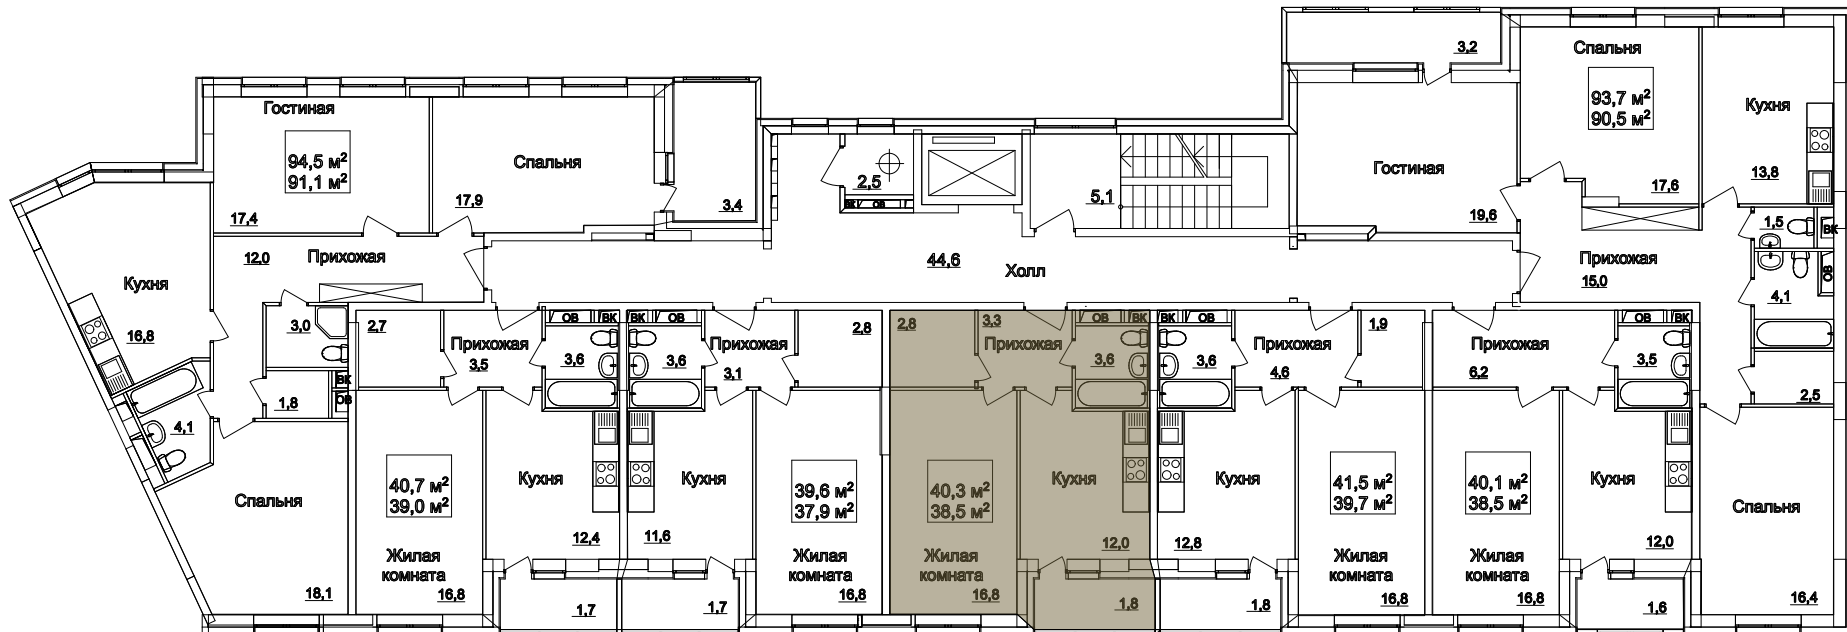 3,2
Спальня
93,7 м²
90,5 м²
17,6
Кухня
13,8
Гостиная
94,5 м²
91,1 м²
17,4
Спальня
17,9
3,4
2,5
ВК ОВ
5,1
Гостиная
19,6
1,5
ВК
ОВ
4,1
12,0
Прихожая
44,6
Холл
Прихожая
15,0
Кухня
16,8
3,0
1,8
ВК
ОВ
4,1
Спальня
18,1
2,7
Прихожая
3,5
ОВ ВК
3,6
40,7 м²
39,0 м²
Жилая
комната
16,8
Кухня
12,4
1,7
ВК ОВ
3,6
Прихожая
3,1
2,8
Кухня
11,6
39,6 м²
37,9 м²
Жилая
комната
16,8
1,7
2,8
3,3
Прихожая
ОВ ВК
3,6
40,3 м²
38,5 м²
Жилая
комната
16,8
Кухня
12,0
1,8
ВК ОВ
3,6
Прихожая
4,6
1,9
Кухня
12,8
41,5 м²
39,7 м²
Жилая
комната
16,8
1,8
Прихожая
6,2
ОВ ВК
3,5
40,1 м²
38,5 м²
Жилая
комната
16,8
Кухня
12,0
1,6
2,5
Спальня
16,4